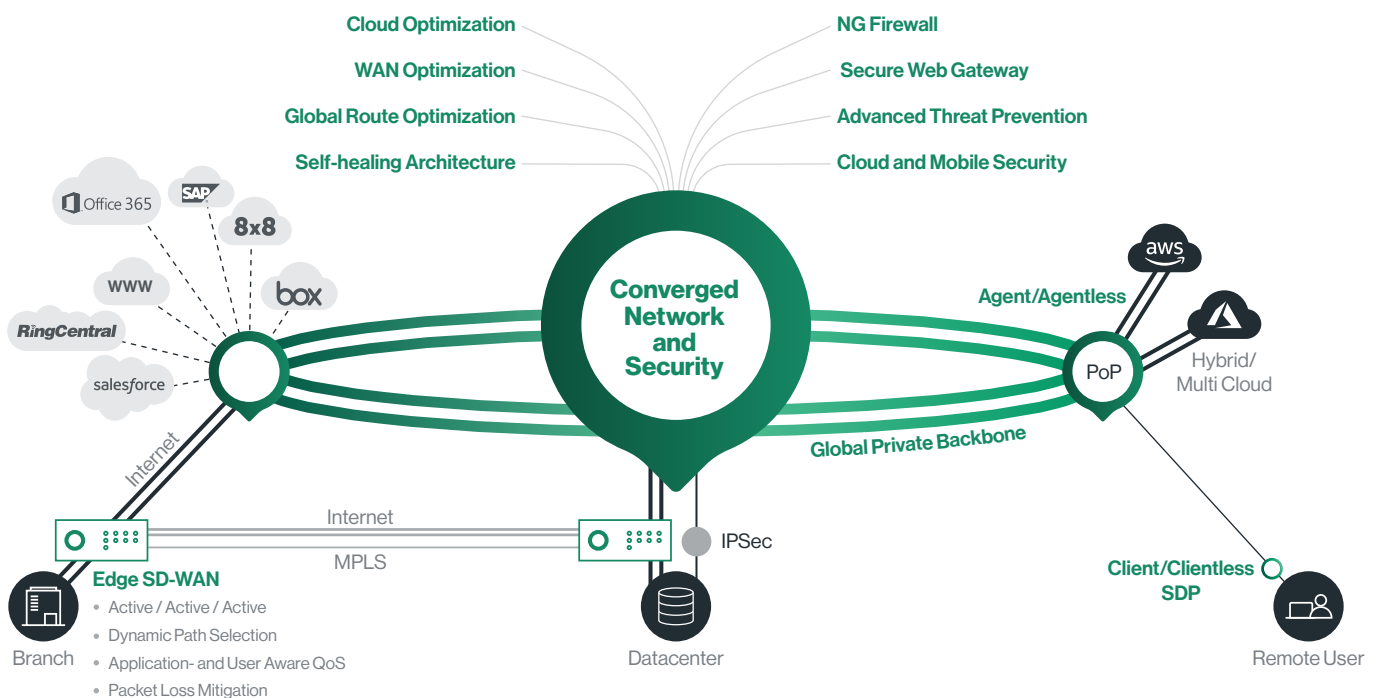 Cloud Optimization
WAN Optimization
Global Route Optimization
Self-healing Architecture
NG Firewall
Secure Web Gateway
Advanced Threat Prevention
Cloud and Mobile Security
Office 365
SAP
8x8
www
box
RingCentral
salesforce
Converged
Network
and
Security
Agent/Agentless
aws
PoP
Hybrid/
Multi Cloud
Global Private Backbone
Internet
Internet
MPLS
IPSec
Edge SD-WAN
• Active / Active / Active
• Dynamic Path Selection
• Application- and User Aware QoS
• Packet Loss Mitigation
Branch
Datacenter
Client/Clientless
SDP
Remote User